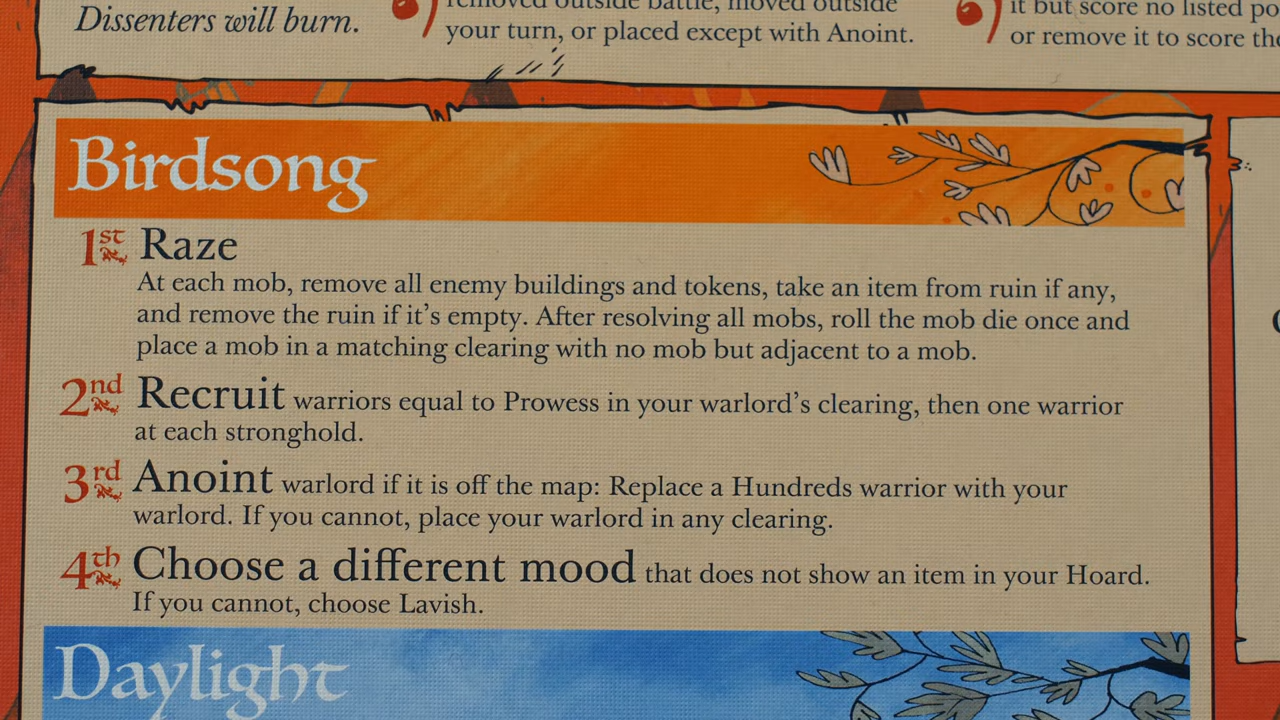 Dissenters will burn.
removed outside battle, moved outside
your turn, or placed except with Anoint.
it but score no listed
or remove it to score
Birdsong
1st Raze
At each mob, remove all enemy buildings and tokens, take an item from ruin if any,
and remove the ruin if it's empty. After resolving all mobs, roll the mob die once and
place a mob in a matching clearing with no mob but adjacent to a mob.
2nd Recruit warriors equal to Prowess in your warlord's clearing, then one warrior
at each stronghold.
3rd Anoint warlord if it is off the map: Replace a Hundreds warrior with your
warlord. If you cannot, place your warlord in any clearing.
4th Choose a different mood that does not show an item in your Hoard.
If you cannot, choose Lavish.
Daylight